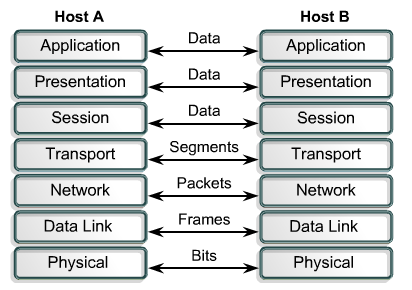 Host A Host B
Application Data Application
Presentation Data Presentation
Session Data Session
Transport Segments Transport
Network Packets Network
Data Link Frames Data Link
Physical Bits Physical